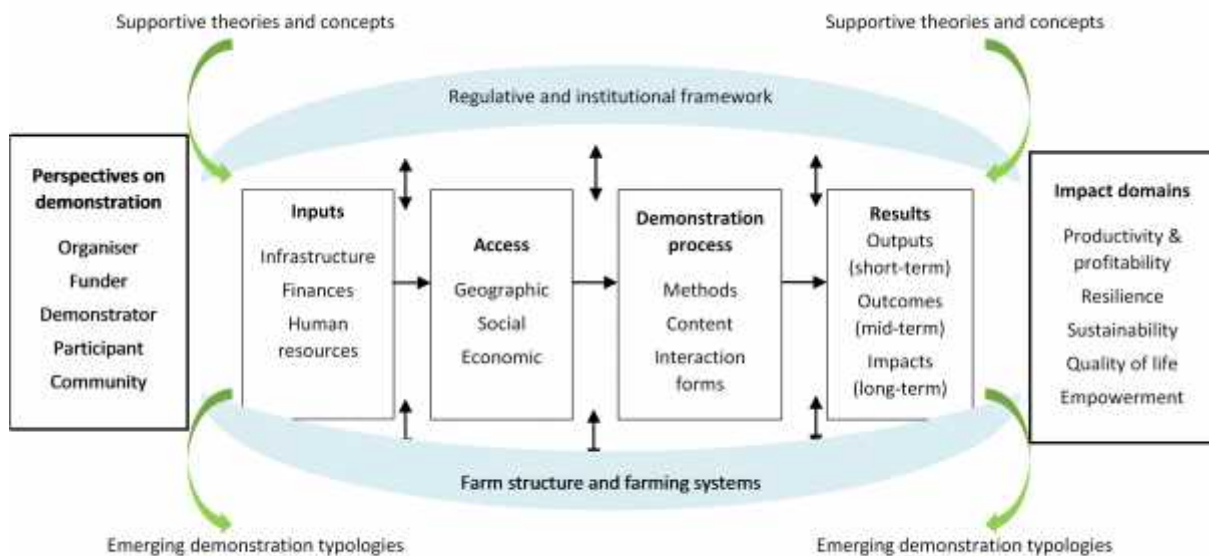 Supportive theories and concepts
Supportive theories and concepts
Regulative and institutional framework
Perspectives on
demonstration
Organiser
Funder
Demonstrator
Participant
Community
Inputs
Infrastructure
Finances
Human
resources
Access
Geographic
Social
Economic
Demonstration
process
Methods
Content
Interaction
forms
Results
Outputs
(short-term)
Outcomes
(mid-term)
Impacts
(long-term)
Impact domains
Productivity &
profitability
Resilience
Sustainability
Quality of life
Empowerment
Farm structure and farming systems
Emerging demonstration typologies
Emerging demonstration typologies